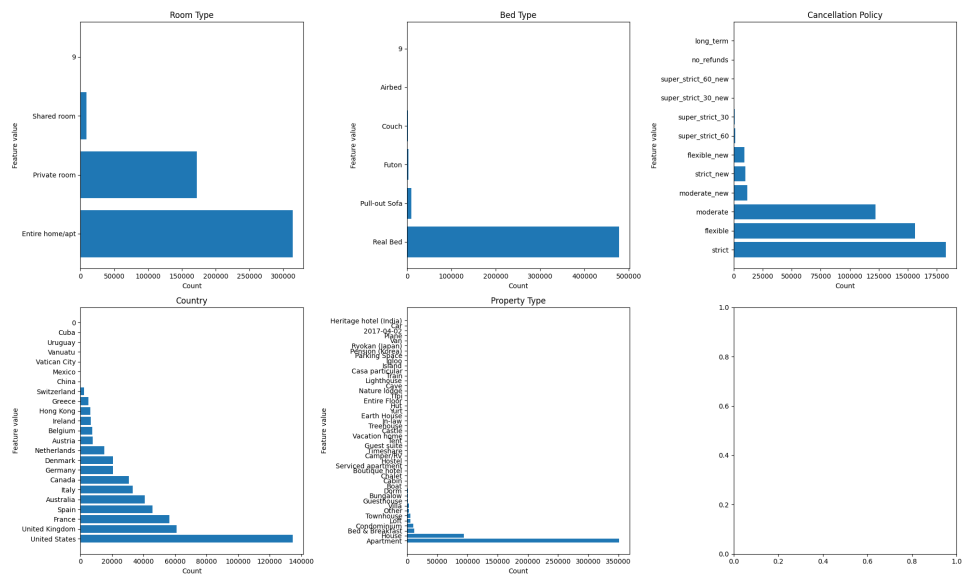 Room Type
9
Shared room
Private room
Entire home/apt
Feature value
0 50000 100000 150000 200000 250000 300000
Count
Bed Type
9
Airbed
Couch
Futon
Pull-out Sofa
Real Bed
Feature value
0 100000 200000 300000 400000 500000
Count
Cancellation Policy
long_term
no_refunds
super_strict_60_new
super_strict_30_new
super_strict_30
super_strict_60
flexible_new
strict_new
moderate_new
moderate
flexible
strict
Feature value
0 25000 50000 75000 100000 125000 150000 175000
Count
Country
0
Cuba
Uruguay
Vanuatu
Vatican City
Mexico
China
Switzerland
Greece
Hong Kong
Ireland
Belgium
Austria
Netherlands
Denmark
Germany
Canada
Italy
Australia
Spain
France
United Kingdom
United States
Feature value
0 20000 40000 60000 80000 100000 120000 140000
Count
Property Type
Heritage hotel (India)
Car
2017-04-02
Plane
Van
Ryokan (Japan)
Pension (Korea)
Parking Space
Igloo
Island
Casa particular
Train
Lighthouse
Cave
Nature lodge
Tipi
Entire Floor
Hut
Yurt
Earth House
In-law
Treehouse
Castle
Vacation home
Tent
Guest suite
Timeshare
Camper/RV
Hostel
Serviced apartment
Boutique hotel
Chalet
Cabin
Boat
Dorm
Bungalow
Guesthouse
Villa
Other
Townhouse
Loft
Condominium
Bed & Breakfast
House
Apartment
Feature value
0 50000 100000 150000 200000 250000 300000 350000
Count
1.0
0.8
0.6
0.4
0.2
0.0
0.0 0.2 0.4 0.6 0.8 1.0